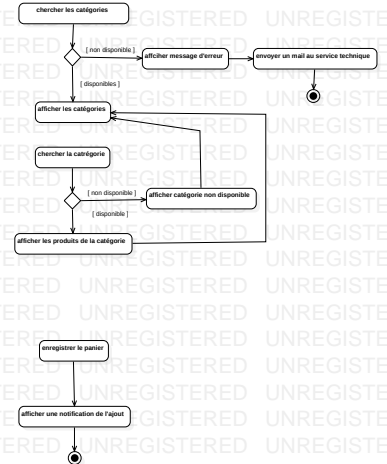 chercher les catégories
[ non disponible ]
affciher message d'erreur
envoyer un mail au service technique
[ disponibles ]
afficher les catégories
chercher la catrégorie
[ non disponible ]
afficher catégorie non disponible
[ disponible ]
afficher les produits de la catégorie
enregistrer le panier
afficher une notification de l'ajout
UNREGISTERED